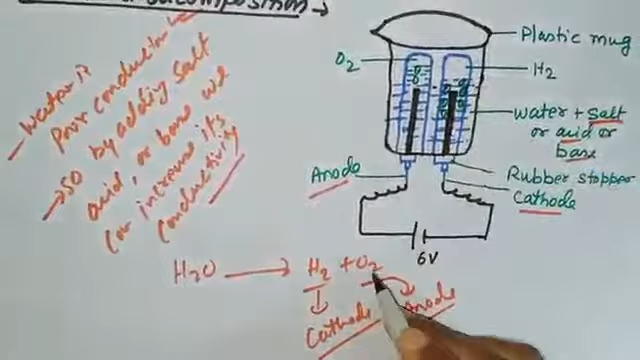 decomposition →
Plastic mug
O2
H2
Water + salt
or acid or
base
Rubber stopper
Anode
Cathode
6V
- Water is
poor conductor
→ so by adding salt
acid, or base we
can increase its
conductivity
H2O → H2 + O2
Cathode
Anode